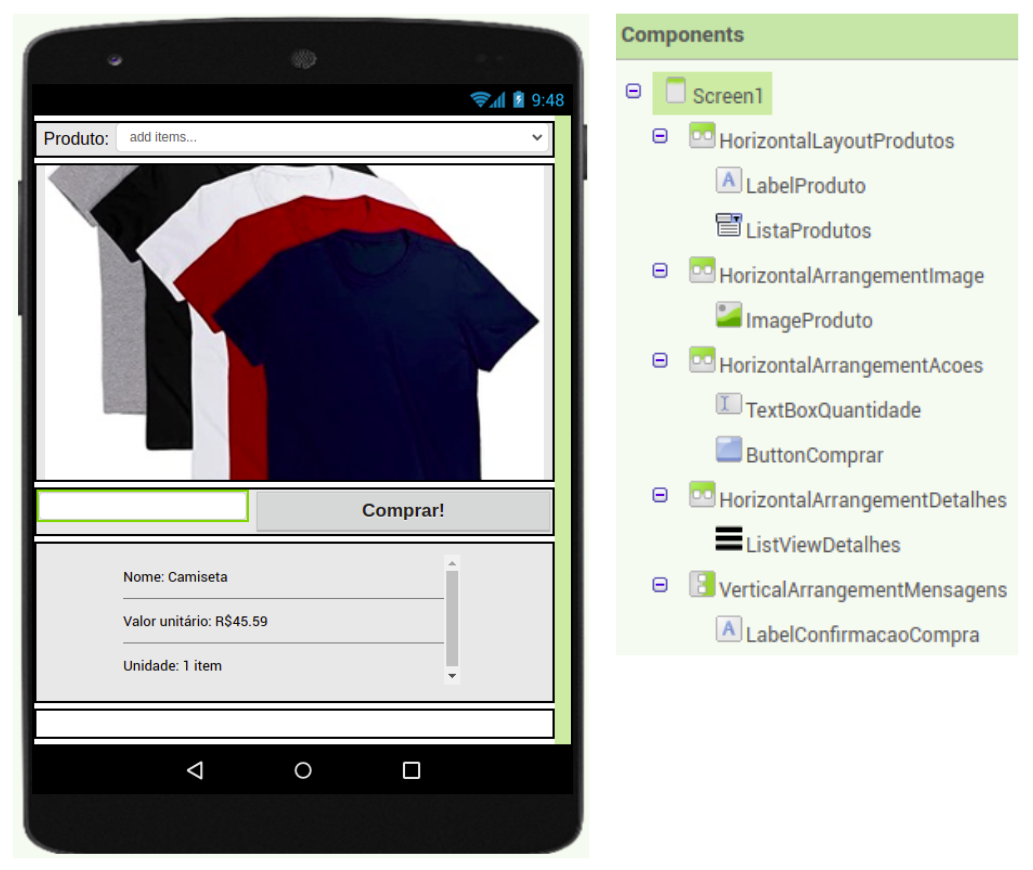 9:48
Produto: add items...
Comprar!
Nome: Camiseta
Valor unitário: R$45.59
Unidade: 1 item
Components
Screen1
HorizontalLayoutProdutos
A LabelProduto
ListaProdutos
HorizontalArrangementImage
ImageProduto
HorizontalArrangementAcoes
TextBoxQuantidade
ButtonComprar
HorizontalArrangementDetalhes
ListViewDetalhes
VerticalArrangementMensagens
A LabelConfirmacaoCompra